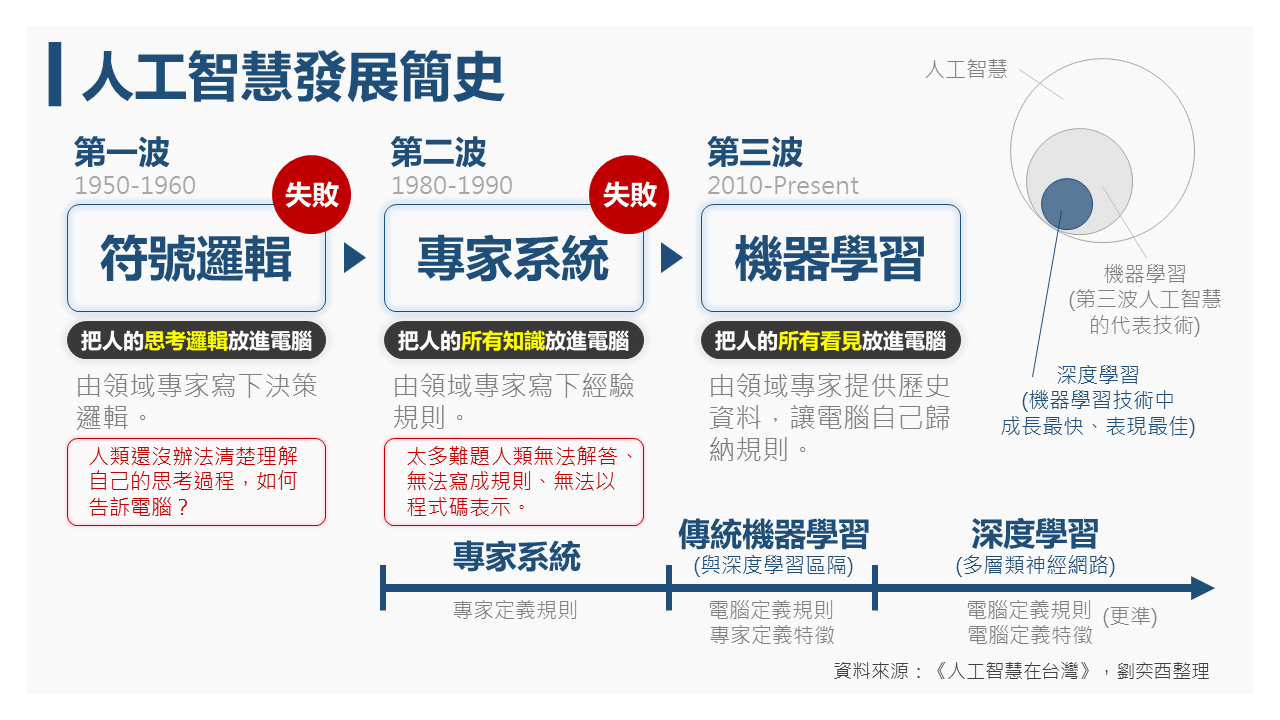 人工智慧發展簡史
第一波
1950-1960
失敗
符號邏輯
把人的思考邏輯放進電腦
由領域專家寫下決策
邏輯。
人類還沒辦法清楚理解
自己的思考過程，如何
告訴電腦？
第二波
1980-1990
失敗
專家系統
把人的所有知識放進電腦
由領域專家寫下經驗
規則。
太多難題人類無法解答、
無法寫成規則、無法以
程式碼表示。
第三波
2010-Present
機器學習
把人的所有看見放進電腦
由領域專家提供歷史
資料，讓電腦自己歸
納規則。
人工智慧
機器學習
(第三波人工智慧
的代表技術)
深度學習
(機器學習技術中
成長最快、表現最佳)
專家系統
專家定義規則
傳統機器學習
(與深度學習區隔)
電腦定義規則
專家定義特徵
深度學習
(多層類神經網路)
電腦定義規則
電腦定義特徵
(更準)
資料來源：《人工智慧在台灣》，劉奕酉整理